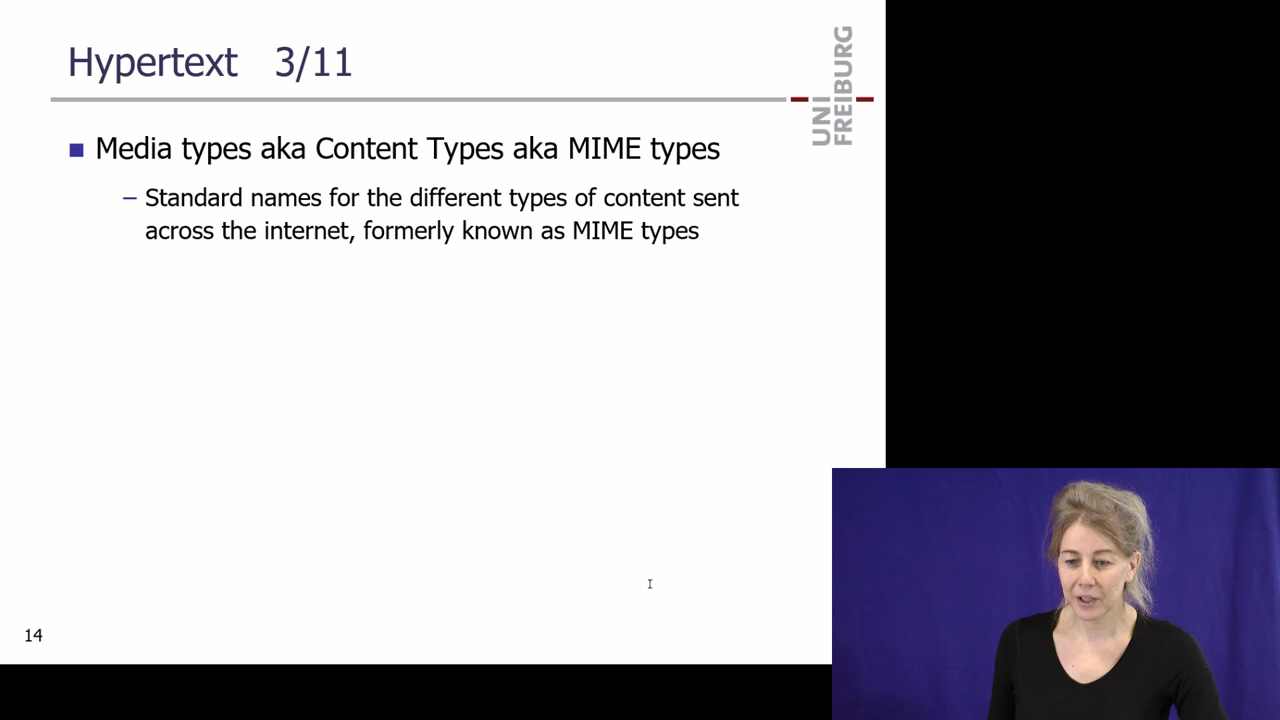 Hypertext 3/11
UNI
FREIBURG
Media types aka Content Types aka MIME types
– Standard names for the different types of content sent
across the internet, formerly known as MIME types
14